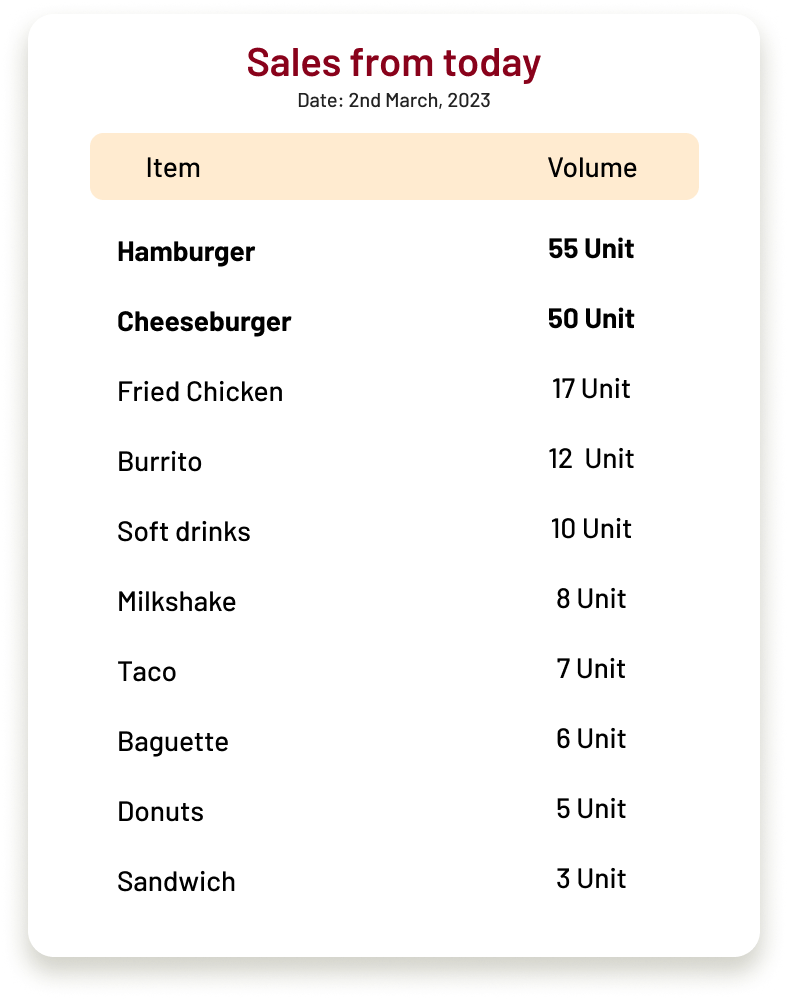 Sales from today
Date: 2nd March, 2023
Item Volume
Hamburger 55 Unit
Cheeseburger 50 Unit
Fried Chicken 17 Unit
Burrito 12 Unit
Soft drinks 10 Unit
Milkshake 8 Unit
Taco 7 Unit
Baguette 6 Unit
Donuts 5 Unit
Sandwich 3 Unit